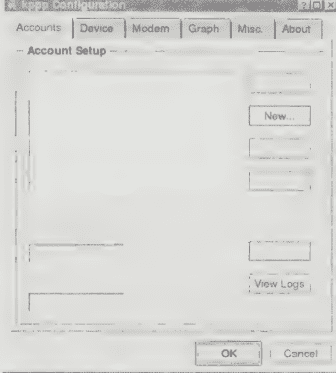 kppp Configuration
Accounts Device Modem Graph Misc. About
Account Setup
New...
View Logs
OK Cancel